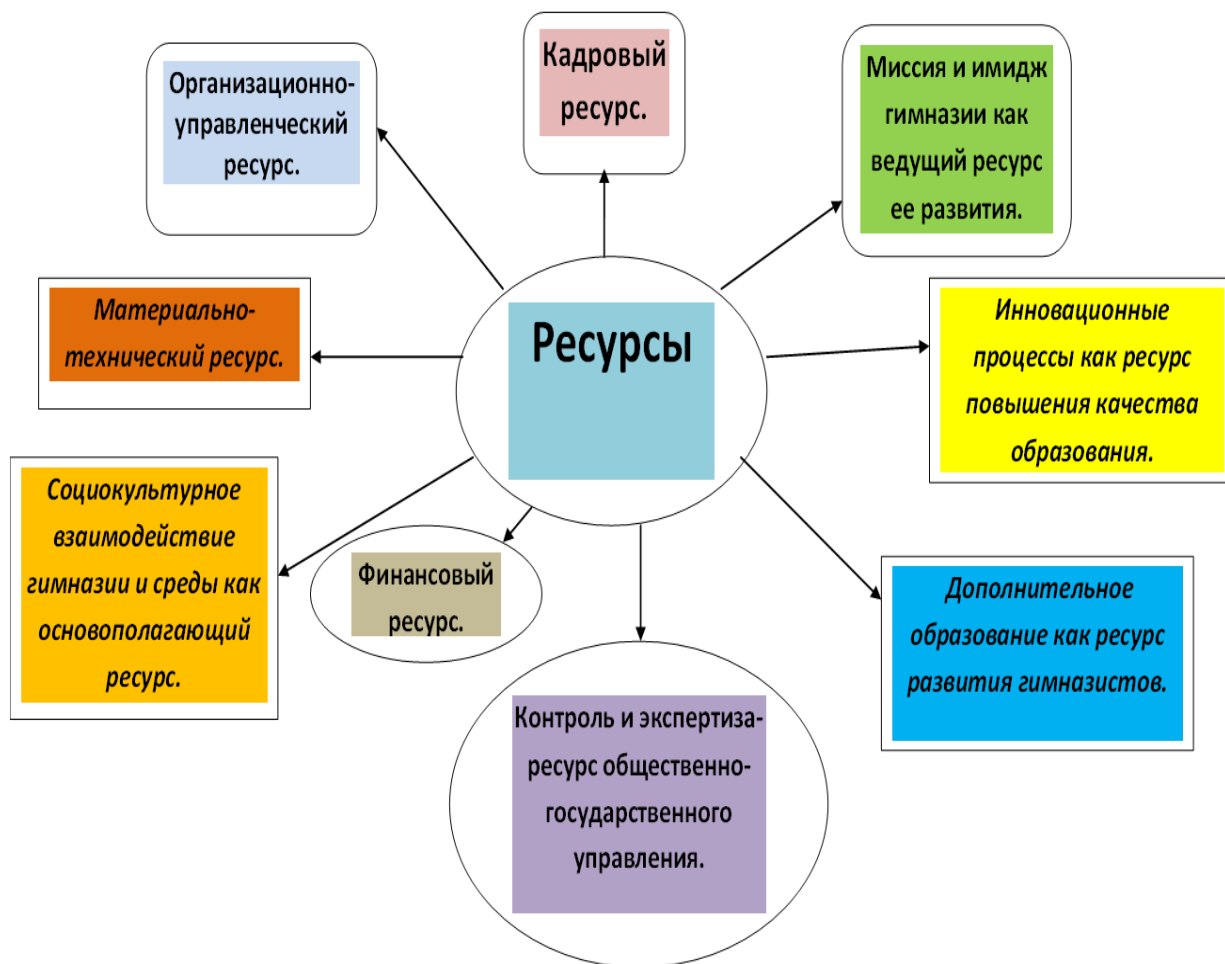 Организационно-
управленческий
ресурс.
Кадровый
ресурс.
Миссия и имидж
гимназии как
ведущий ресурс
ее развития.
Материально-
технический ресурс.
Ресурсы
Инновационные
процессы как ресурс
повышения качества
образования.
Социокультурное
взаимодействие
гимназии и среды как
основополагающий
ресурс.
Финансовый
ресурс.
Дополнительное
образование как ресурс
развития гимназистов.
Контроль и экспертиза-
ресурс общественно-
государственного
управления.